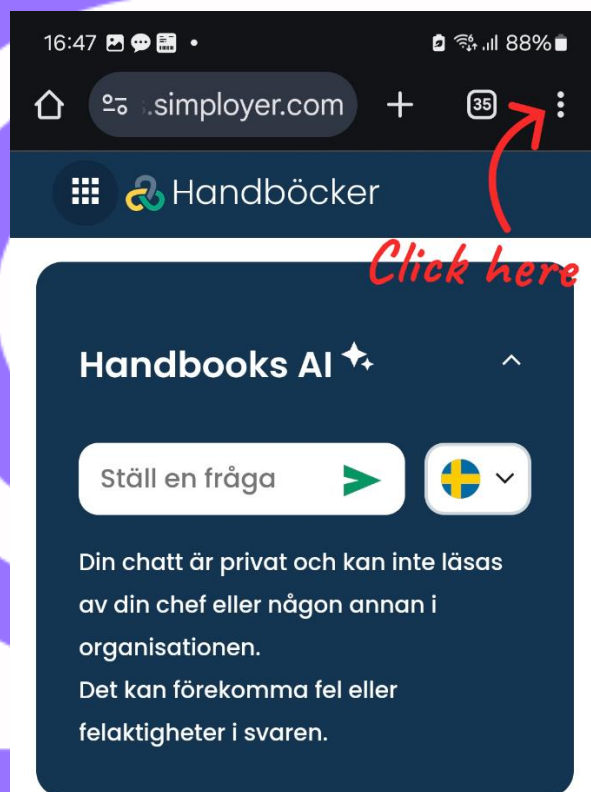 16:47
88%
.simployer.com
35
Handböcker
Click here
Handbooks AI
Ställ en fråga
Din chatt är privat och kan inte läsas
av din chef eller någon annan i
organisationen.
Det kan förekomma fel eller
felaktigheter i svaren.